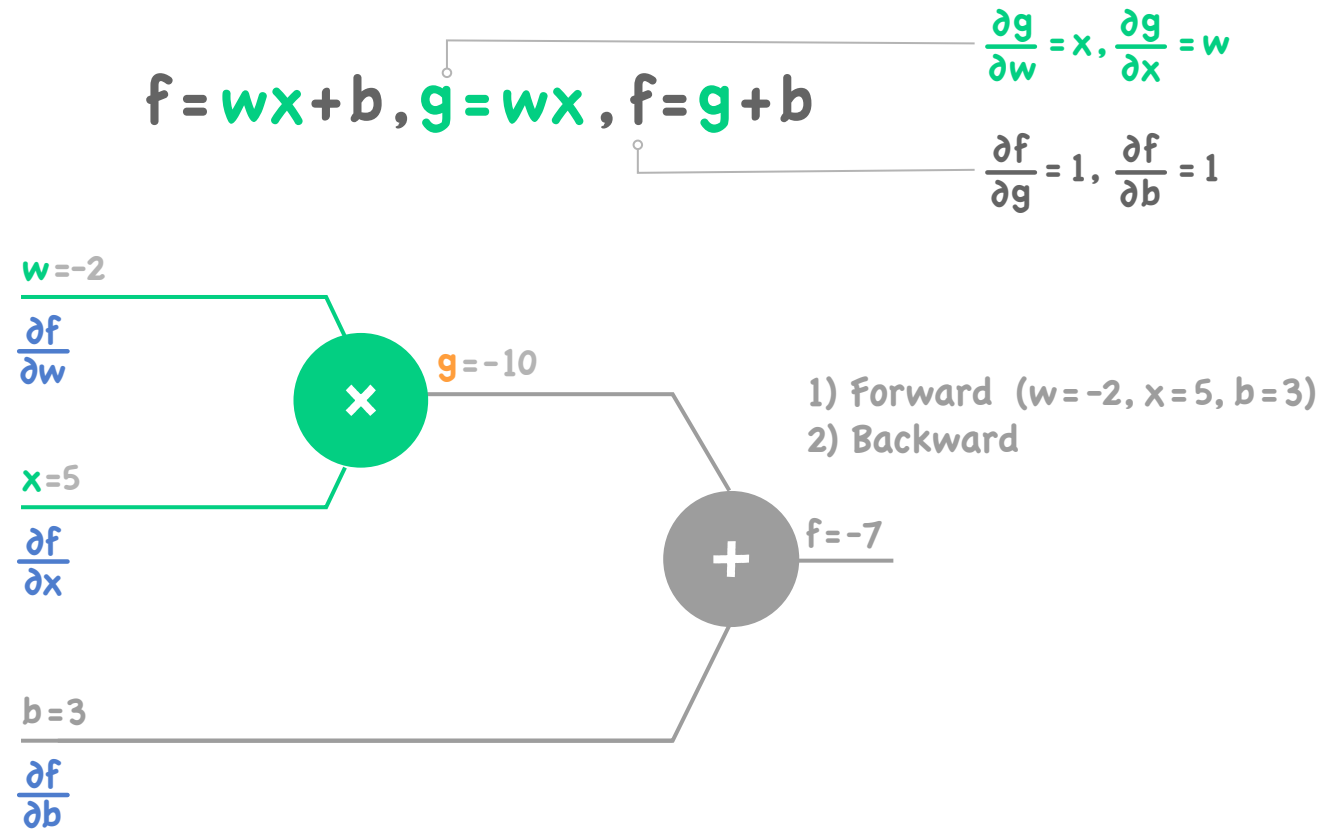 ∂g/∂w = x, ∂g/∂x = w
f = wx + b, g = wx, f = g + b
∂f/∂g = 1, ∂f/∂b = 1
w = -2
∂f/∂w
×
g = -10
1) Forward (w = -2, x = 5, b = 3)
2) Backward
x = 5
∂f/∂x
+
f = -7
b = 3
∂f/∂b